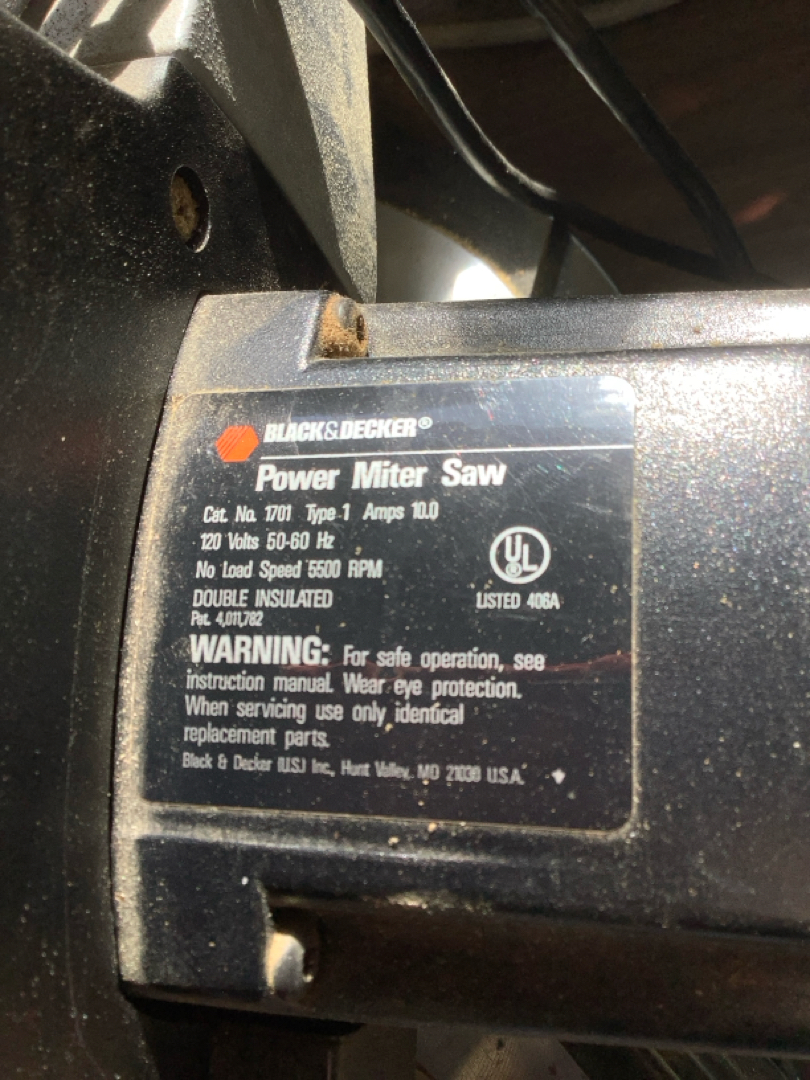 BLACK&DECKER®
Power Miter Saw
Cat. No. 1701 Type 1 Amps 10.0
120 Volts 50-60 Hz
No Load Speed 5500 RPM
DOUBLE INSULATED
Pat. 4,011,782
UL®
LISTED 406A
WARNING: For safe operation, see
instruction manual. Wear eye protection.
When servicing use only identical
replacement parts.
Black & Decker (U.S.) Inc., Hunt Valley, MD 21030 U.S.A.